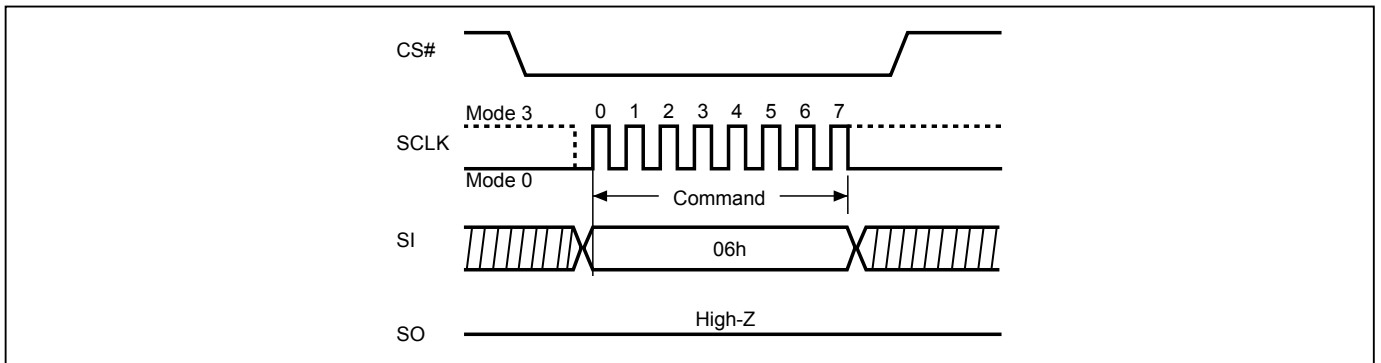 CS#
Mode 3
0 1 2 3 4 5 6 7
SCLK
Mode 0
Command
SI
06h
High-Z
SO